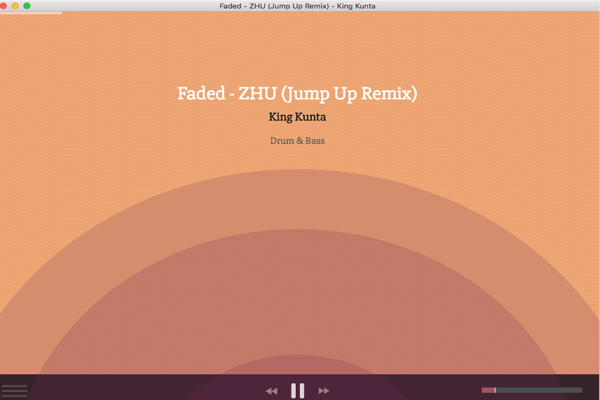 Faded - ZHU (Jump Up Remix) - King Kunta
Faded - ZHU (Jump Up Remix)
King Kunta
Drum & Bass